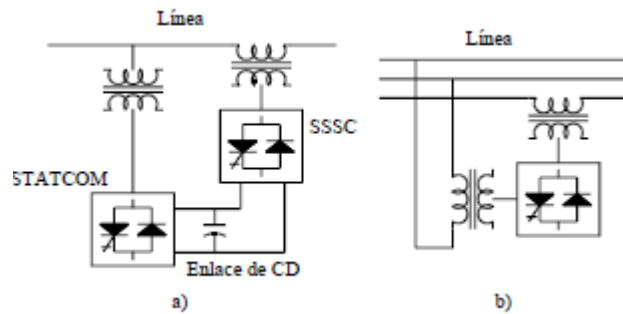 Línea
Línea
SSSC
STATCOM
Enlace de CD
a)
b)